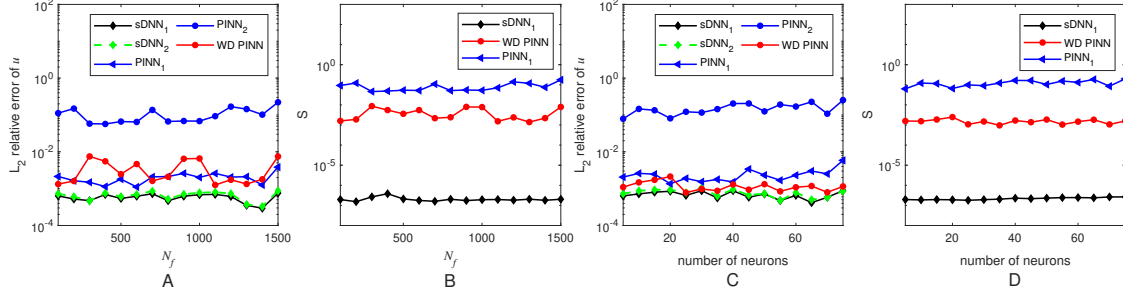 sDNN1 PINN2
sDNN2 WD PINN
PINN1
L2 relative error of u
10^2
10^0
10^-2
10^-4
500 1000 1500
Nf
A
sDNN1
WD PINN
PINN1
S
10^0
10^-5
500 1000 1500
Nf
B
sDNN1 PINN2
sDNN2 WD PINN
PINN1
L2 relative error of u
10^2
10^0
10^-2
10^-4
20 40 60
number of neurons
C
sDNN1
WD PINN
PINN1
S
10^0
10^-5
20 40 60
number of neurons
D